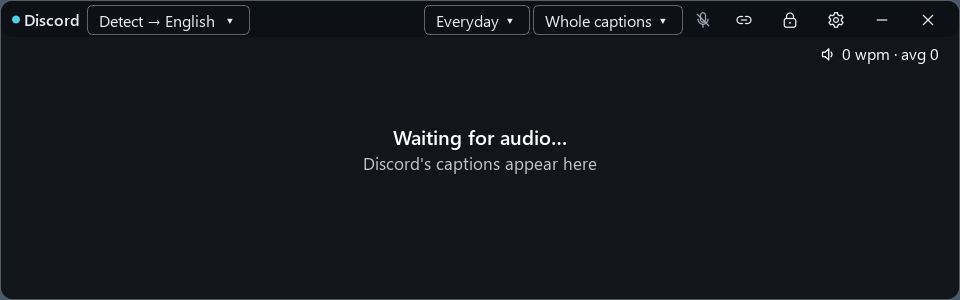 Discord Detect → English ▼ Everyday ▼ Whole captions ▼
0 wpm · avg 0
Waiting for audio...
Discord's captions appear here